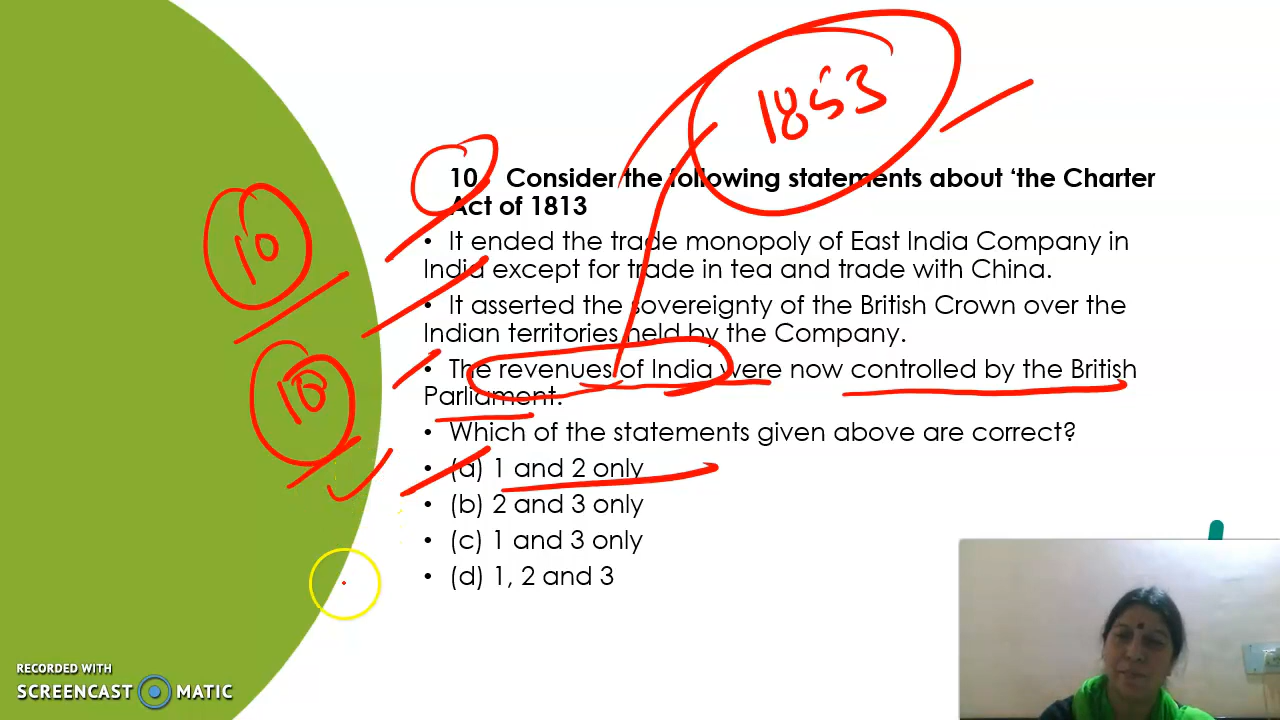 1853
10. Consider the following statements about ‘the Charter
Act of 1813
• It ended the trade monopoly of East India Company in
India except for trade in tea and trade with China.
• It asserted the sovereignty of the British Crown over the
Indian territories held by the Company.
• The revenues of India were now controlled by the British
Parliament.
• Which of the statements given above are correct?
• (a) 1 and 2 only
• (b) 2 and 3 only
• (c) 1 and 3 only
• (d) 1, 2 and 3
10
10
RECORDED WITH
SCREENCAST MATIC